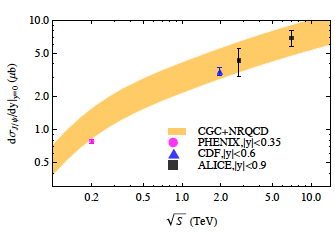 10.0
5.0
2.0
1.0
0.5
dσJ/ψ/dy|y=0 (μb)
CGC+NRQCD
PHENIX,|y|<0.35
CDF,|y|<0.6
ALICE,|y|<0.9
0.2 0.5 1.0 2.0 5.0 10.0
√S (TeV)